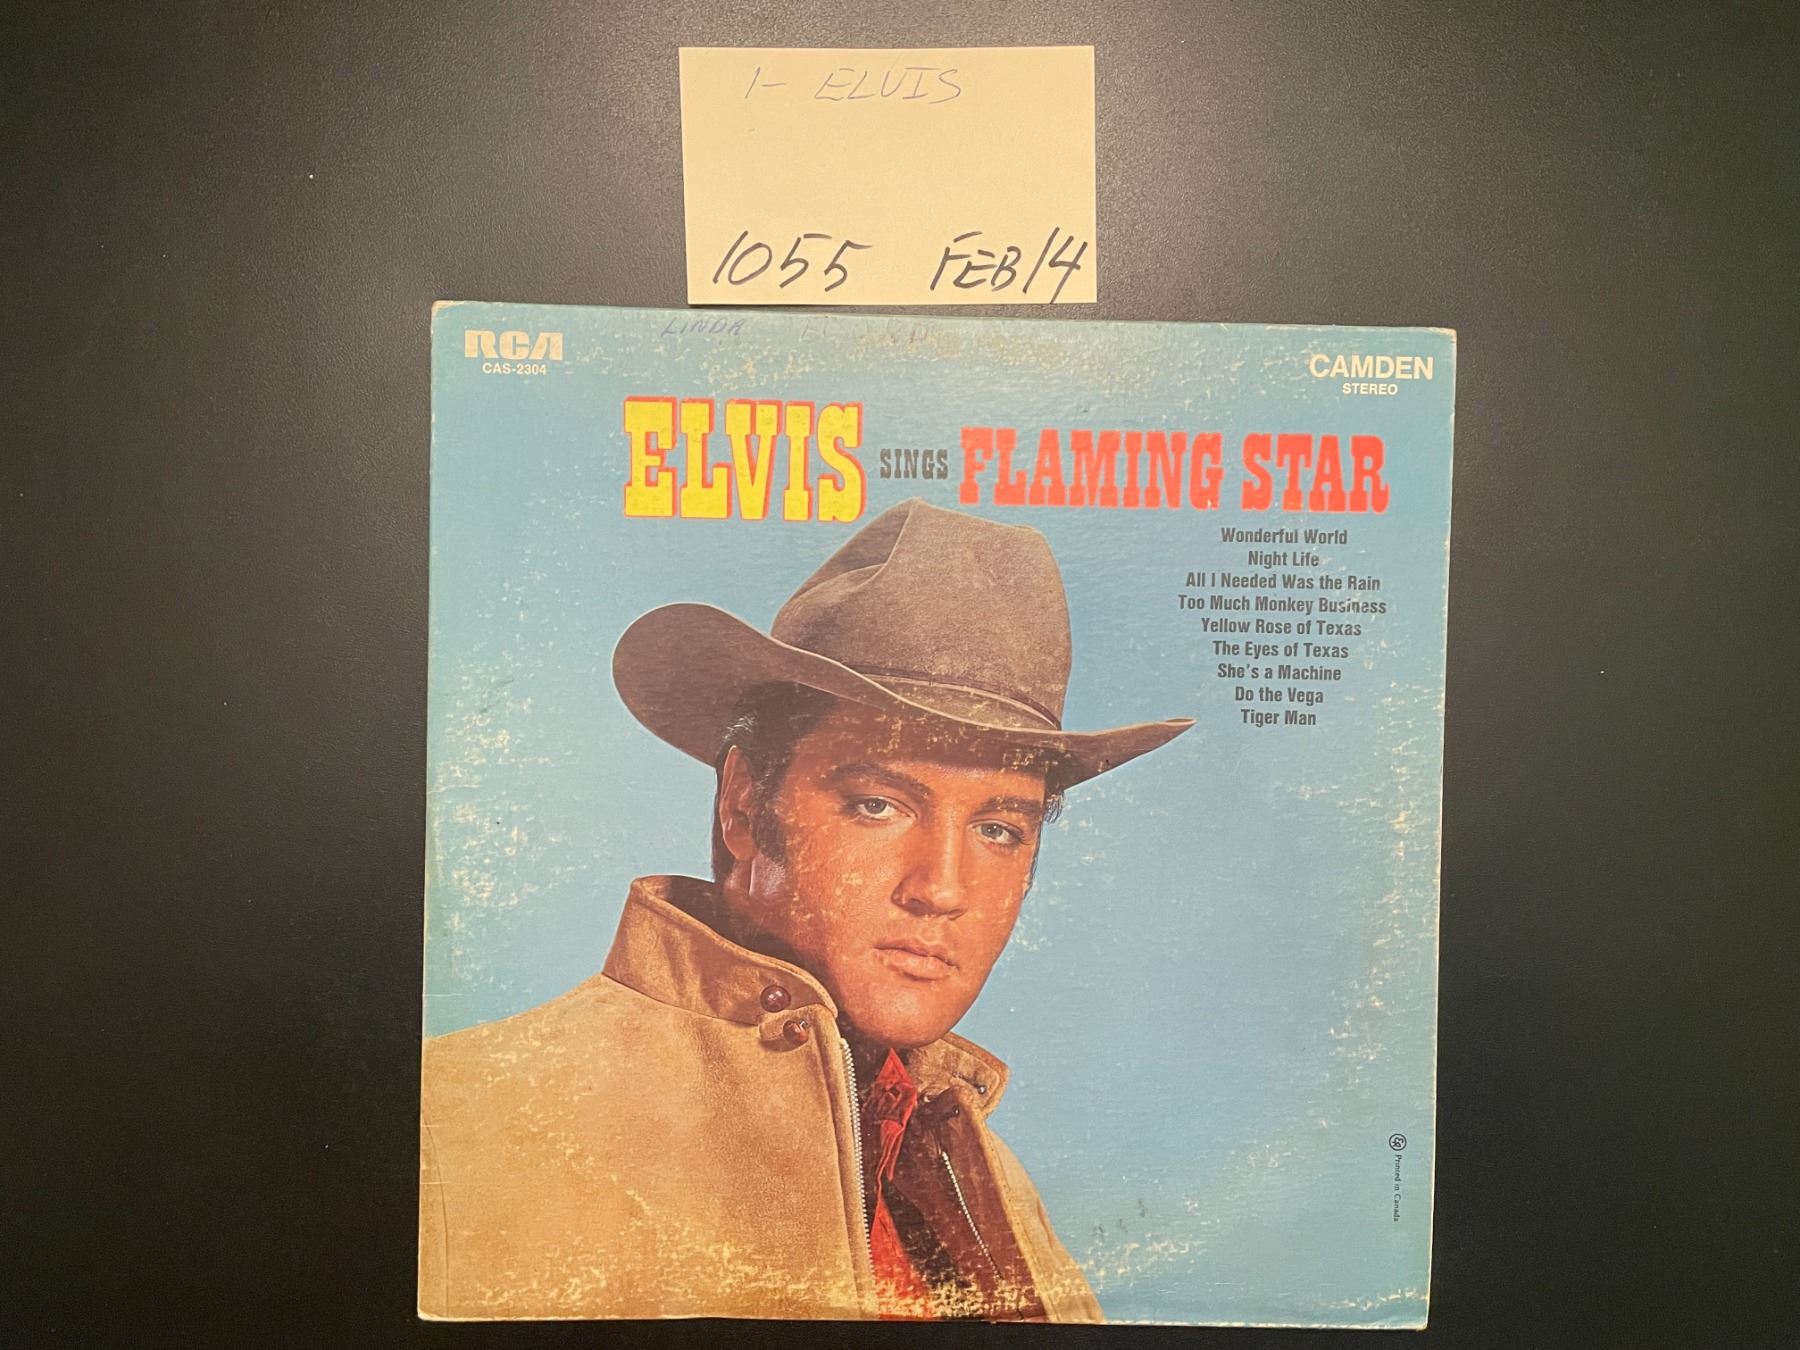 1- ELVIS
1055 FEB 14
LINDA
RCA
CAS-2304
CAMDEN
STEREO
ELVIS SINGS FLAMING STAR
Wonderful World
Night Life
All I Needed Was the Rain
Too Much Monkey Business
Yellow Rose of Texas
The Eyes of Texas
She's a Machine
Do the Vega
Tiger Man
Printed in Canada